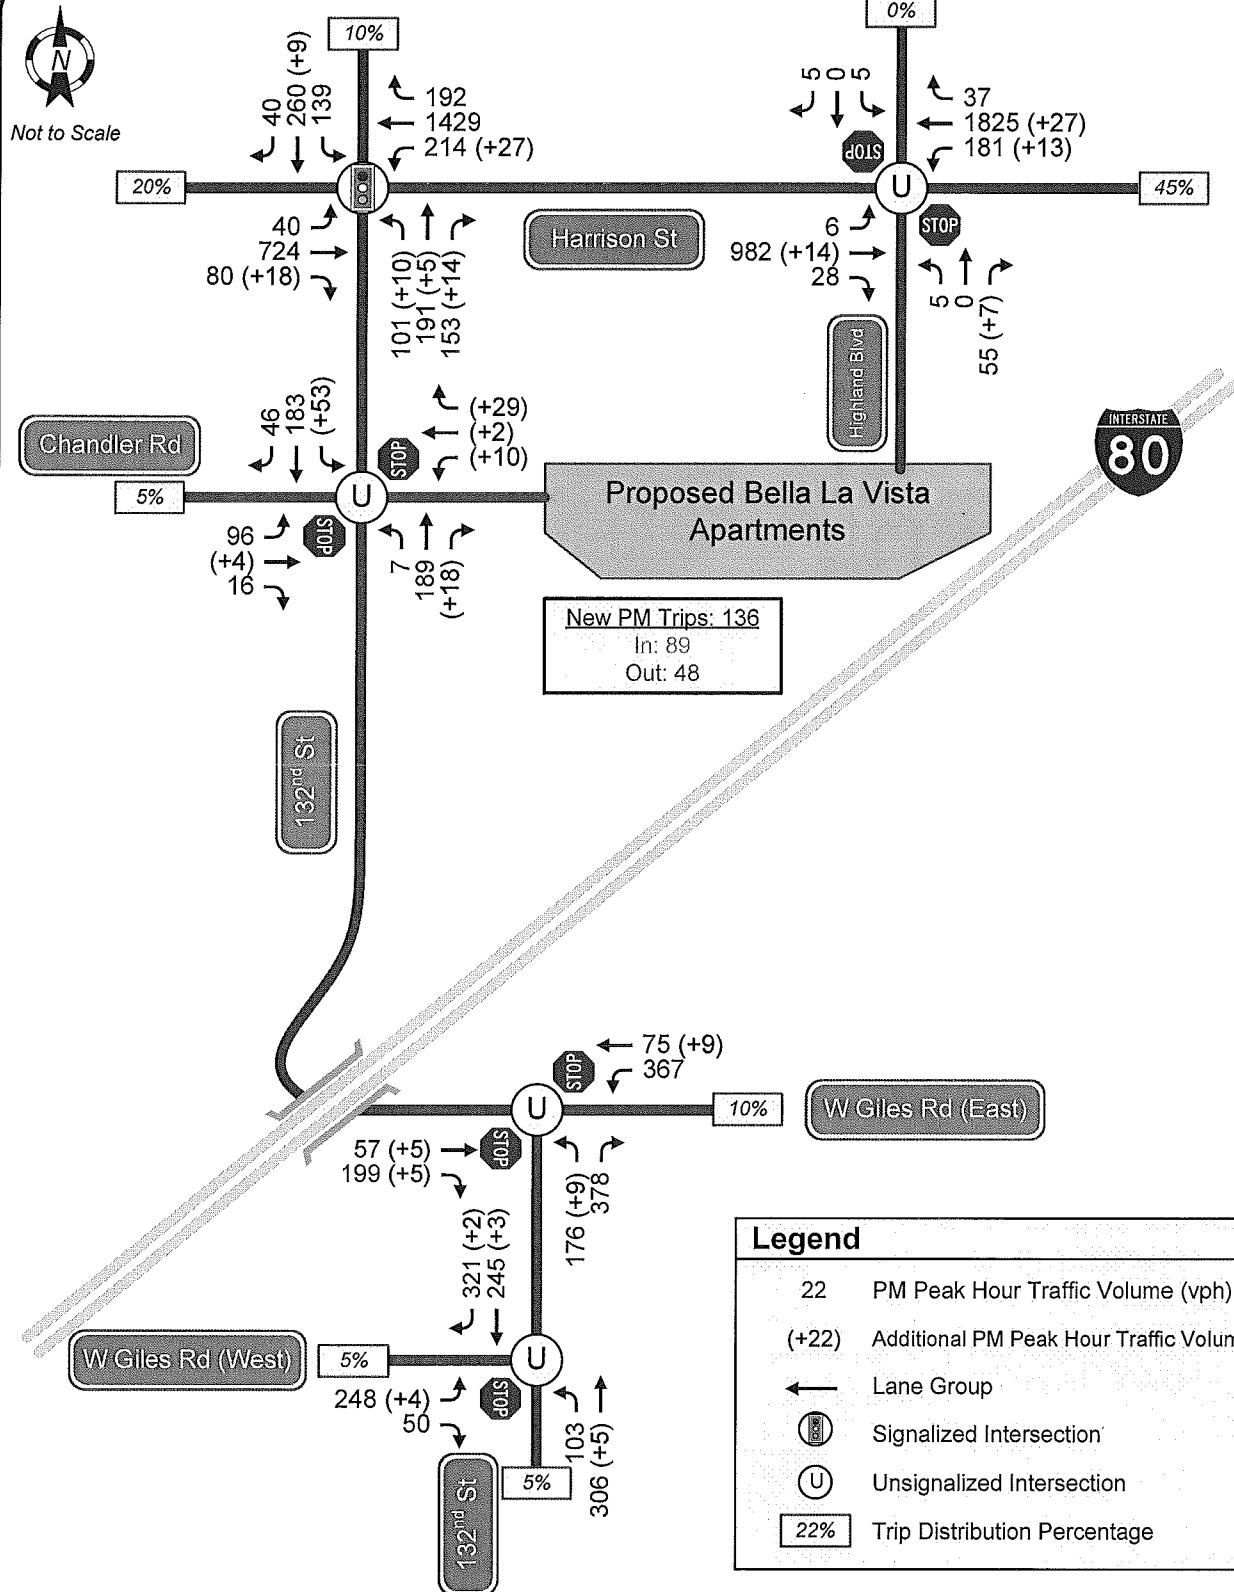 N
Not to Scale
10%
0%
40
260 (+9)
139
192
1429
214 (+27)
5
0
5
37
1825 (+27)
181 (+13)
STOP
20%
U
45%
40
724
80 (+18)
101 (+10)
191 (+5)
153 (+14)
Harrison St
6
982 (+14)
28
STOP
5
0
55 (+7)
Highland Blvd
Chandler Rd
46
183
(+53)
(+29)
(+2)
(+10)
STOP
5%
U
96
(+4)
16
STOP
7
189
(+18)
Proposed Bella La Vista
Apartments
INTERSTATE
80
New PM Trips: 136
In: 89
Out: 48
132nd St
75 (+9)
367
STOP
U
10%
W Giles Rd (East)
57 (+5)
199 (+5)
STOP
176 (+9)
378
321 (+2)
245 (+3)
W Giles Rd (West)
5%
U
248 (+4)
50
STOP
103
306 (+5)
5%
132nd St
Legend
22 PM Peak Hour Traffic Volume (vph)
(+22) Additional PM Peak Hour Traffic
Lane Group
Signalized Intersection
U Unsignalized Intersection
22% Trip Distribution Percentage